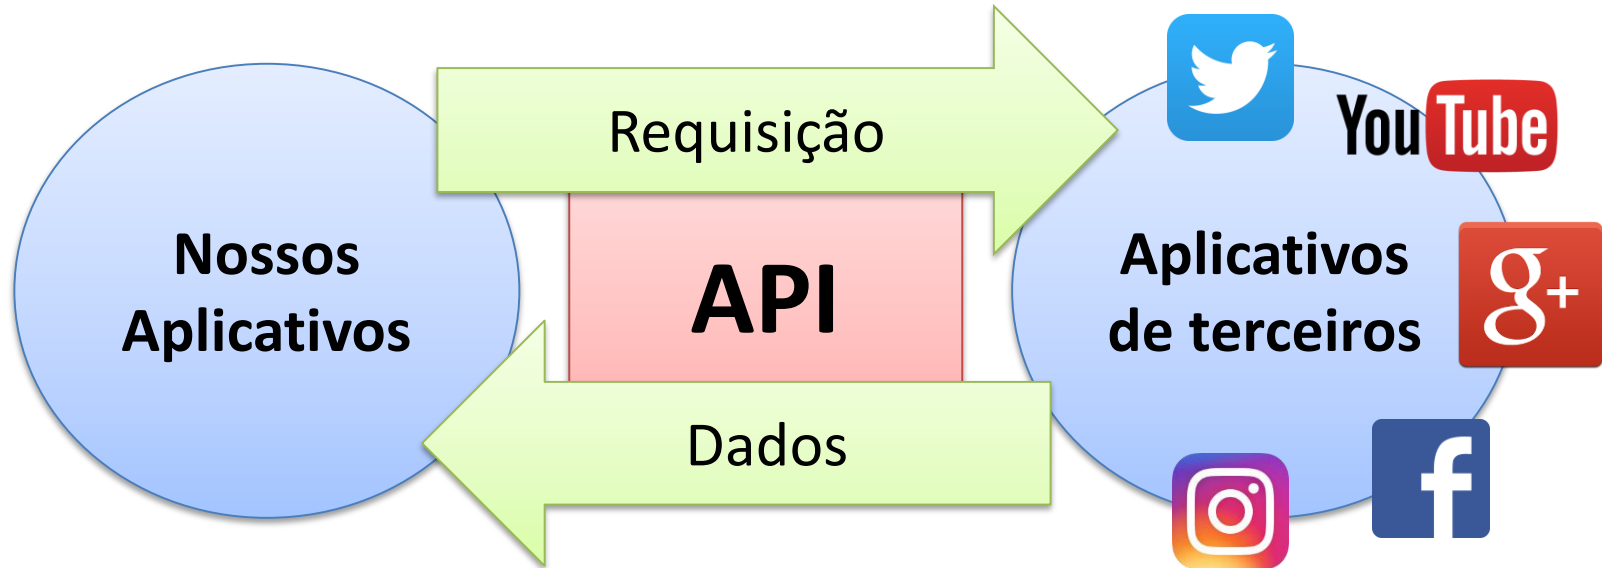 Requisição
YouTube
Nossos
Aplicativos
API
Aplicativos
de terceiros
g+
Dados
f